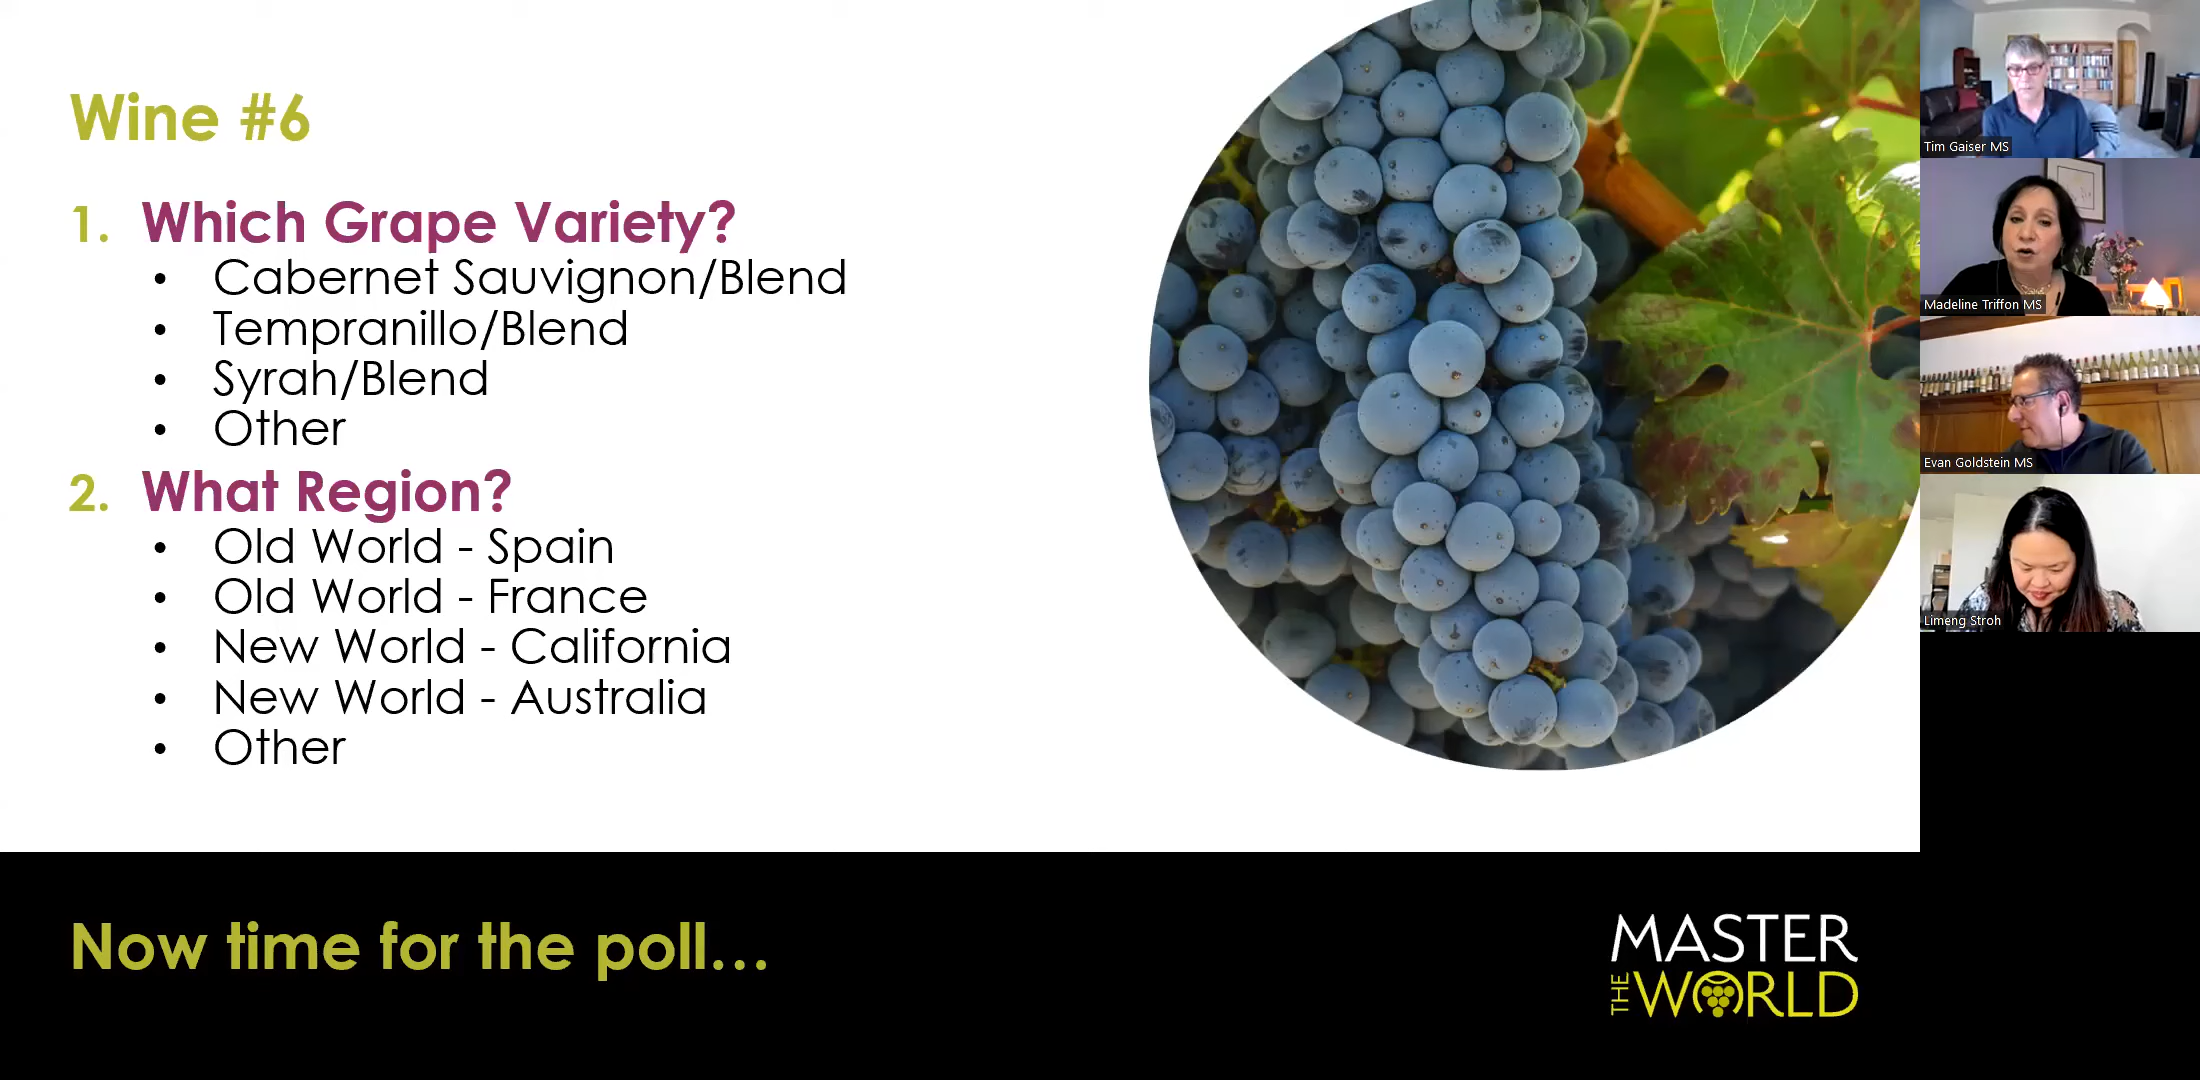 Wine #6
1. Which Grape Variety?
• Cabernet Sauvignon/Blend
• Tempranillo/Blend
• Syrah/Blend
• Other
2. What Region?
• Old World - Spain
• Old World - France
• New World - California
• New World - Australia
• Other
Now time for the poll...
MASTER
THE WORLD
Tim Gaiser MS
Madeline Triffon MS
Evan Goldstein MS
Limeng Stroh